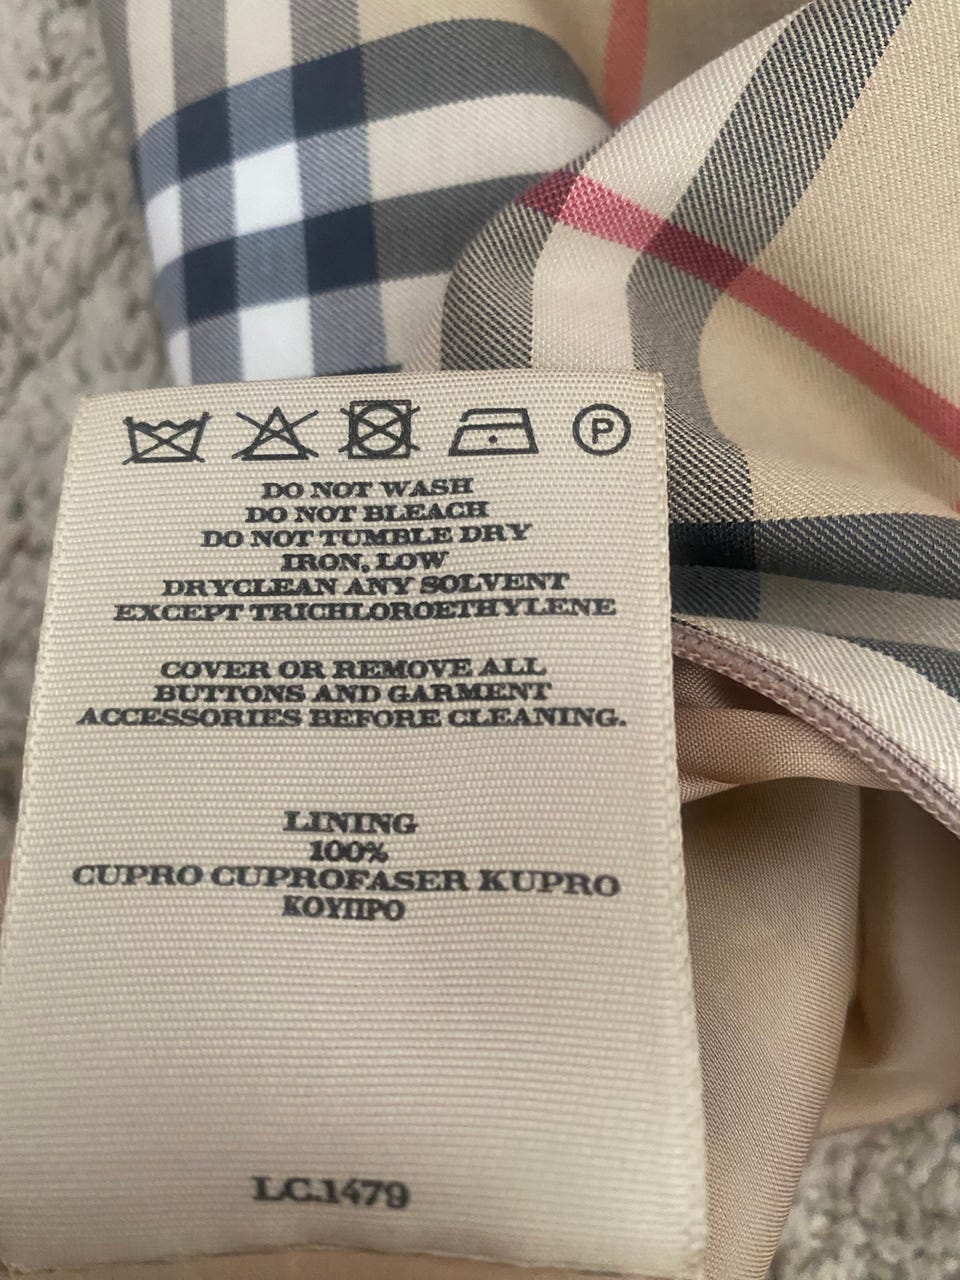 P
DO NOT WASH
DO NOT BLEACH
DO NOT TUMBLE DRY
IRON, LOW
DRYCLEAN ANY SOLVENT
EXCEPT TRICHLOROETHYLENE
COVER OR REMOVE ALL
BUTTONS AND GARMENT
ACCESSORIES BEFORE CLEANING.
LINING
100%
CUPRO CUPROFASER KUPRO
ΚΟΥΠΡΟ
LC.1479